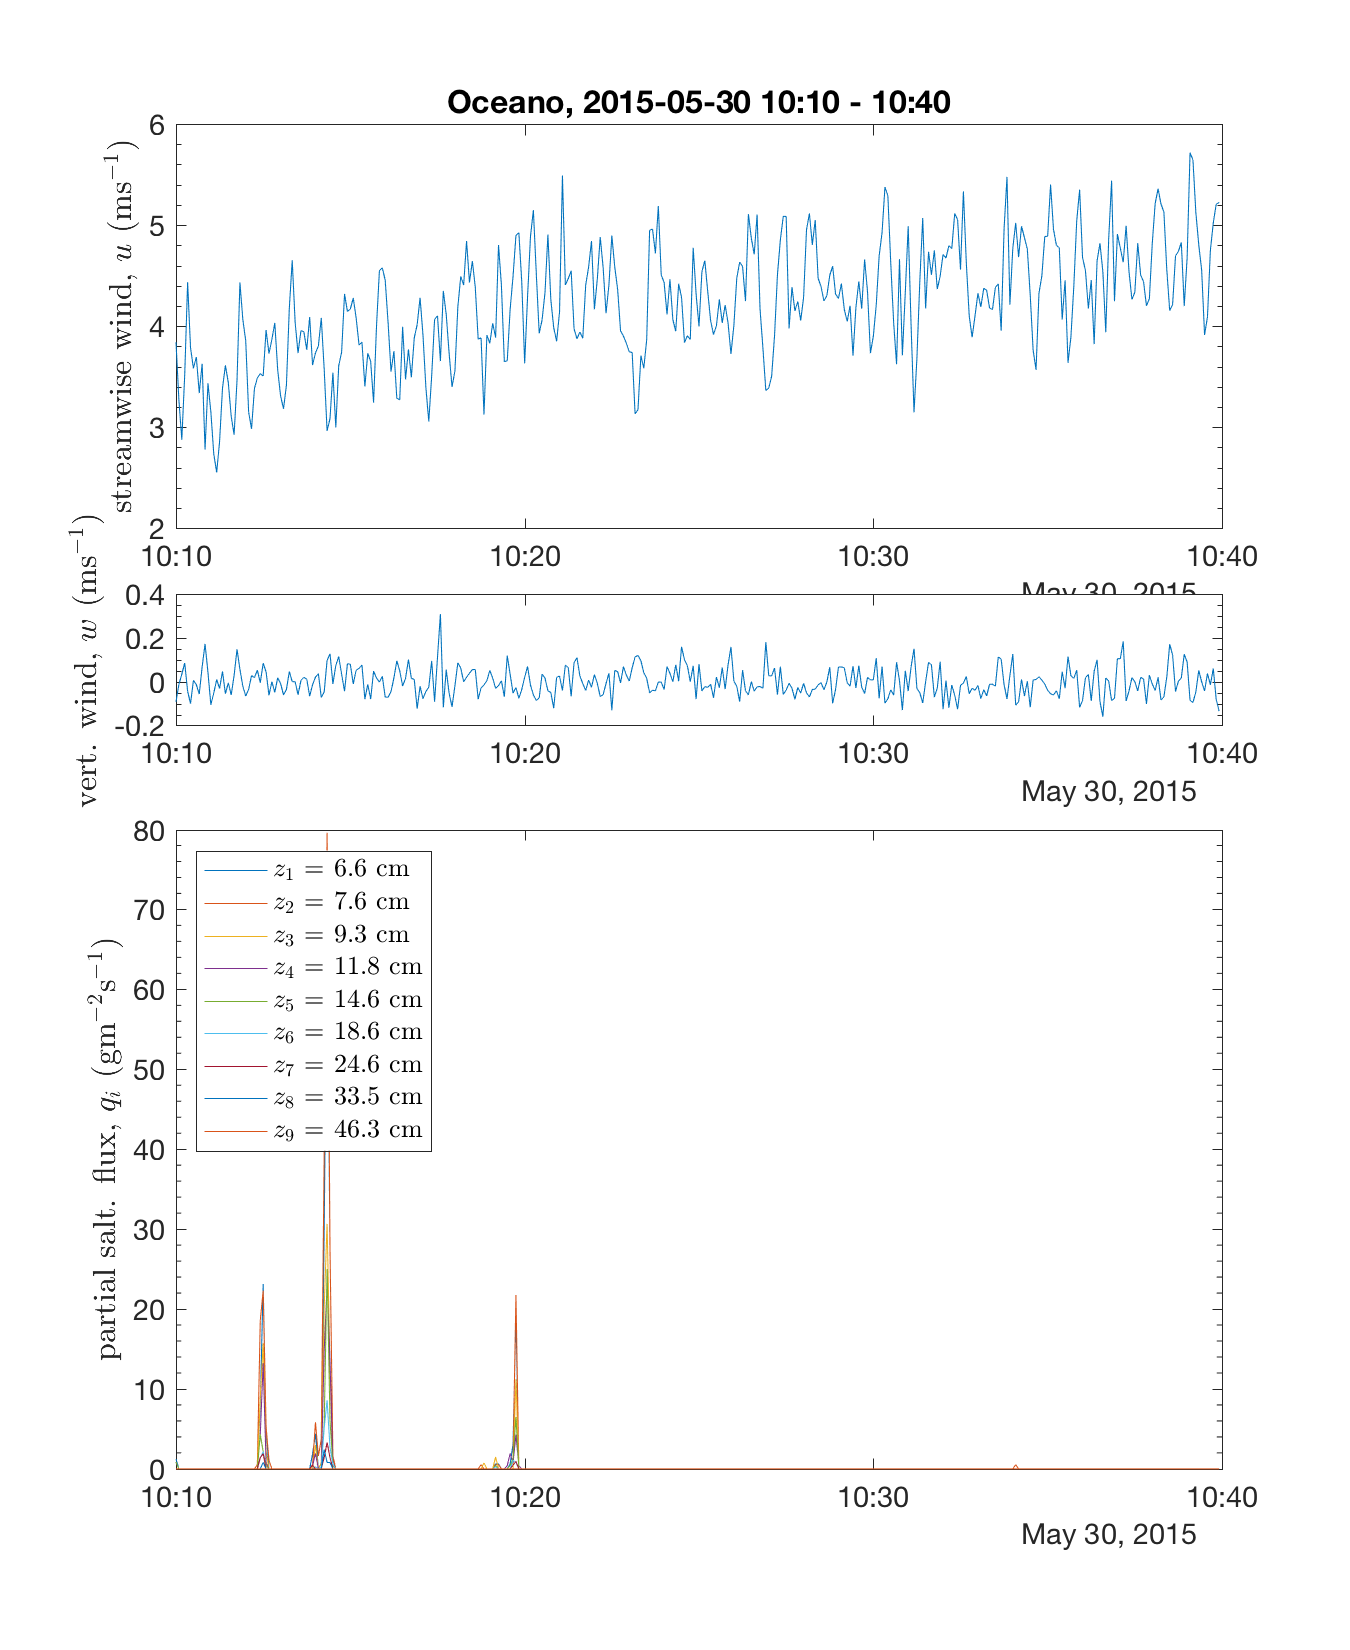 Oceano, 2015-05-30 10:10 - 10:40
streamwise wind, u (ms⁻¹)
6
5
4
3
2
10:10 10:20 10:30 10:40
May 30, 2015
vert. wind, w (ms⁻¹)
0.4
0.2
0
-0.2
10:10 10:20 10:30 10:40
May 30, 2015
partial salt. flux, qᵢ (gm⁻²s⁻¹)
80
70
60
50
40
30
20
10
0
z₁ = 6.6 cm
z₂ = 7.6 cm
z₃ = 9.3 cm
z₄ = 11.8 cm
z₅ = 14.6 cm
z₆ = 18.6 cm
z₇ = 24.6 cm
z₈ = 33.5 cm
z₉ = 46.3 cm
10:10 10:20 10:30 10:40
May 30, 2015